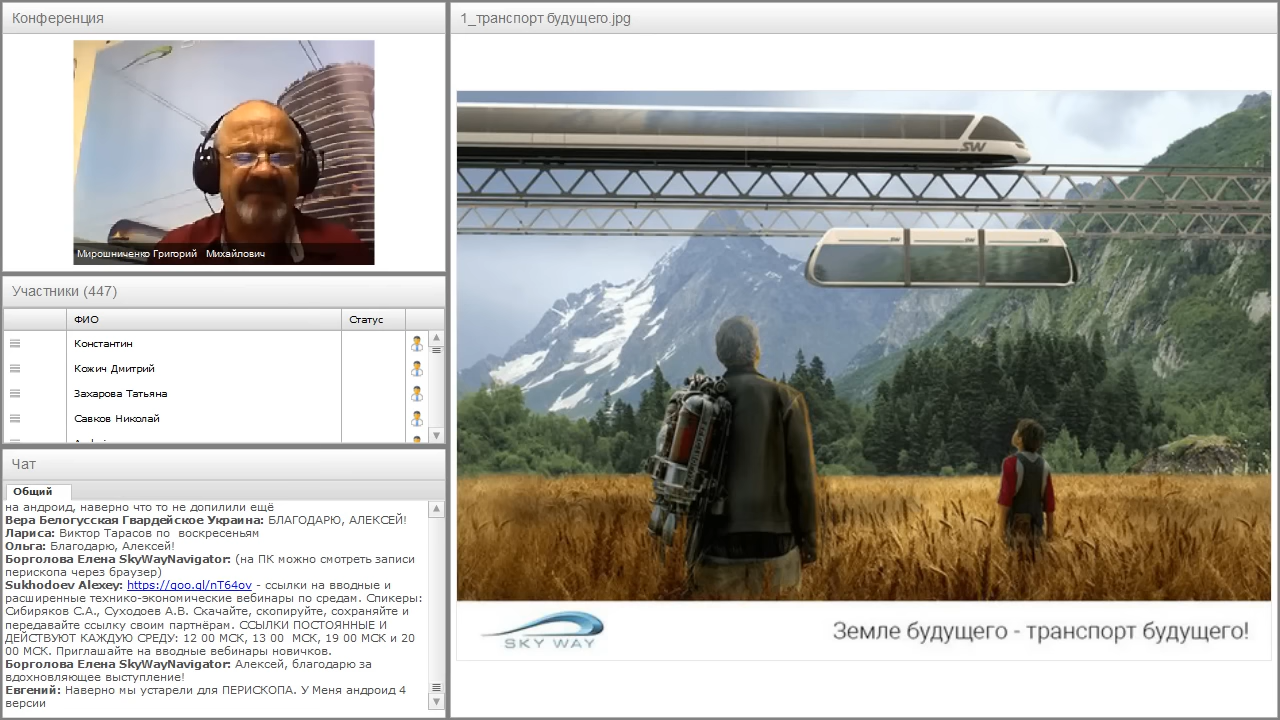 Конференция
Мирошниченко Григорий Михайлович
Участники (447)
ФИО
Статус
Константин
Кожич Дмитрий
Захарова Татьяна
Савков Николай
Чат
Общий
на андроид, наверно что то не допилили ещё
Вера Белогусская Гвардейское Украина: БЛАГОДАРЮ, АЛЕКСЕЙ!
Лариса: Виктор Тарасов по воскресеньям
Ольга: Благодарю, Алексей!
Борголова Елена SkyWayNavigator: (на ПК можно смотреть записи
перископа через браузер)
Sukhodoev Alexey: https://goo.gl/nT64ov - ссылки на вводные и
расширенные технико-экономические вебинары по средам. Спикеры:
Сибиряков С.А., Суходоев А.В. Скачайте, скопируйте, сохраняйте и
передавайте ссылку своим партнёрам. ССЫЛКИ ПОСТОЯННЫЕ И
ДЕЙСТВУЮТ КАЖДУЮ СРЕДУ: 12 00 МСК, 13 00 МСК, 19 00 МСК и 20
00 МСК. Приглашайте на вводные вебинары новичков.
Борголова Елена SkyWayNavigator: Алексей, благодарю за
вдохновляющее выступление!
Евгений: Наверно мы устарели для ПЕРИСКОПА. У Меня андроид 4
версии
1_транспорт будущего.jpg
SW
SW
SW
SW
SKY WAY
Земле будущего - транспорт будущего!